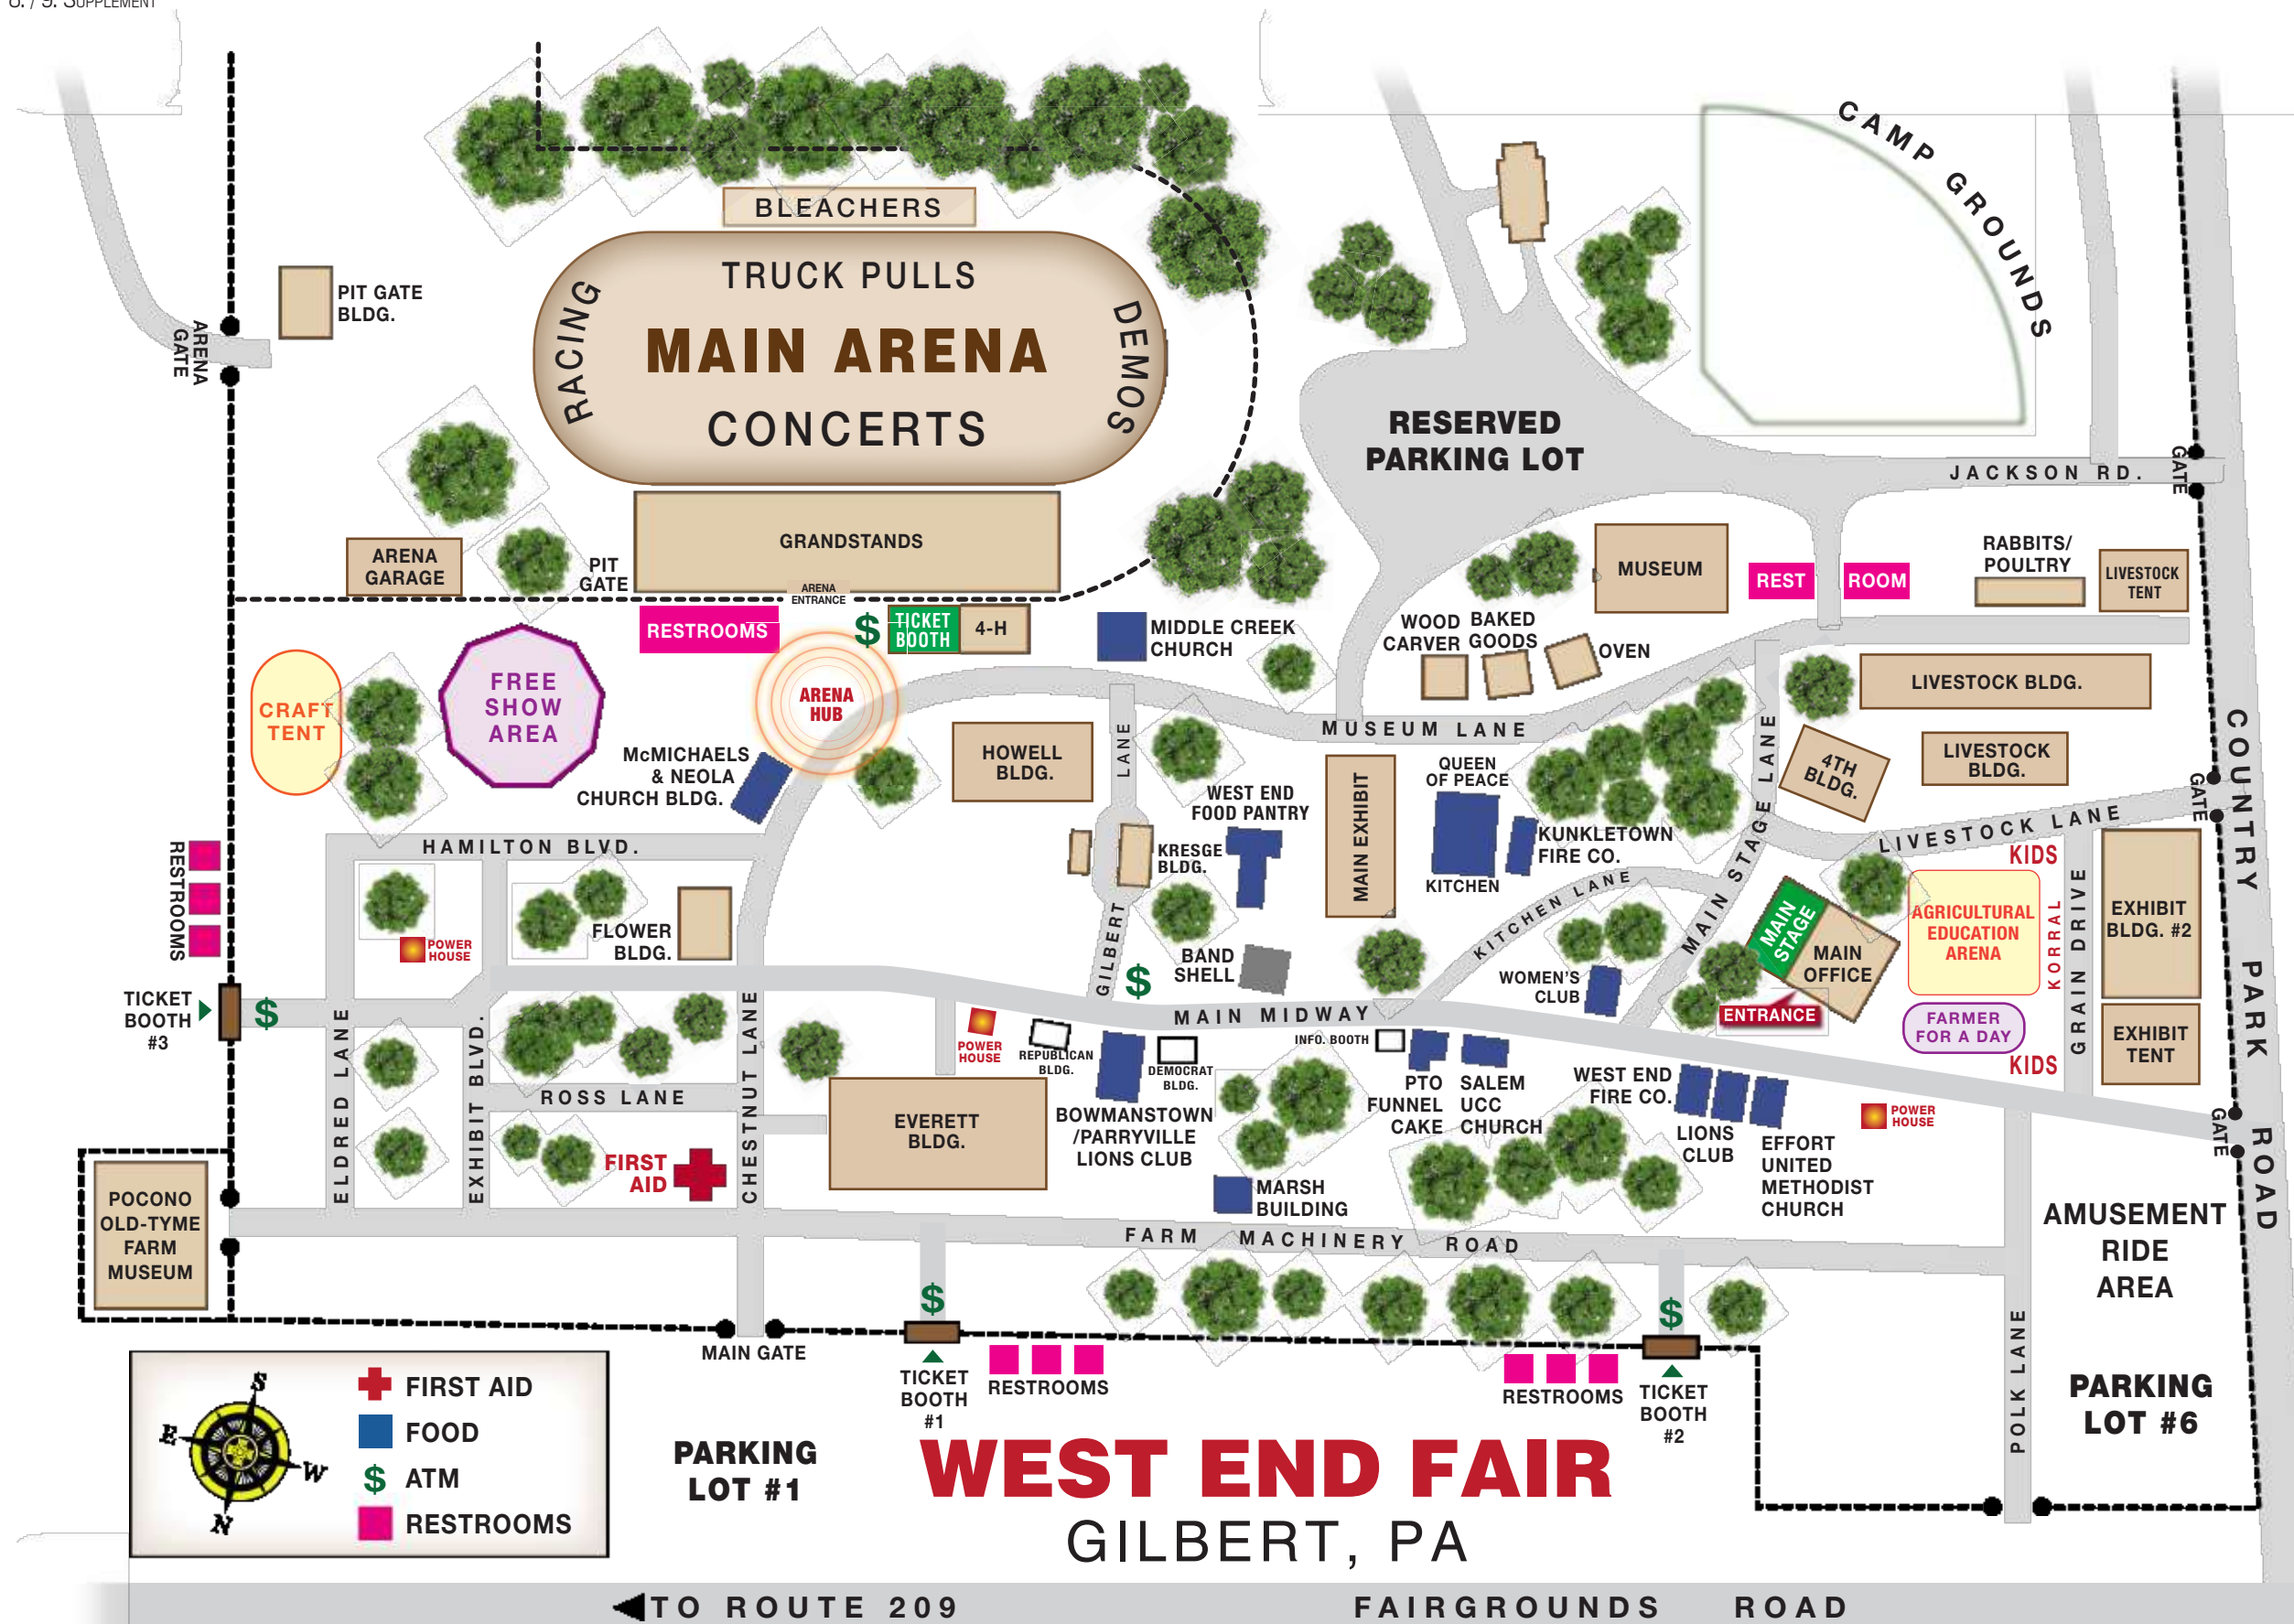 8. / 9. SUPPLEMENT
CAMP GROUNDS
BLEACHERS
TRUCK PULLS
RACING
MAIN ARENA
DEMOS
CONCERTS
PIT GATE
BLDG.
ARENA
GATE
RESERVED
PARKING LOT
JACKSON RD.
GATE
GRANDSTANDS
ARENA
GARAGE
PIT
GATE
ARENA
ENTRANCE
MUSEUM
REST
ROOM
RABBITS/
POULTRY
LIVESTOCK
TENT
RESTROOMS
$
TICKET
BOOTH
4-H
MIDDLE CREEK
CHURCH
WOOD
CARVER
BAKED
GOODS
OVEN
CRAFT
TENT
FREE
SHOW
AREA
ARENA
HUB
LIVESTOCK BLDG.
MUSEUM LANE
McMICHAELS
& NEOLA
CHURCH BLDG.
HOWELL
BLDG.
LANE
WEST END
FOOD PANTRY
MAIN EXHIBIT
QUEEN
OF PEACE
KITCHEN
KUNKLETOWN
FIRE CO.
MAIN STAGE LANE
4TH
BLDG.
LIVESTOCK
BLDG.
GATE
COUNTRY PARK ROAD
LIVESTOCK LANE
HAMILTON BLVD.
KRESGE
BLDG.
GILBERT
RESTROOMS
POWER
HOUSE
FLOWER
BLDG.
KITCHEN LANE
KIDS
KORRAL
AGRICULTURAL
EDUCATION
ARENA
GRAIN DRIVE
EXHIBIT
BLDG. #2
MAIN
STAGE
MAIN
OFFICE
ENTRANCE
BAND
SHELL
$
WOMEN'S
CLUB
FARMER
FOR A DAY
KIDS
EXHIBIT
TENT
TICKET
BOOTH
#3
$
MAIN MIDWAY
POWER
HOUSE
REPUBLICAN
BLDG.
DEMOCRAT
BLDG.
INFO. BOOTH
ELDRED LANE
EXHIBIT BLVD.
CHESTNUT LANE
ROSS LANE
EVERETT
BLDG.
BOWMANSTOWN
/PARRYVILLE
LIONS CLUB
PTO
FUNNEL
CAKE
SALEM
UCC
CHURCH
WEST END
FIRE CO.
LIONS
CLUB
EFFORT
UNITED
METHODIST
CHURCH
POWER
HOUSE
GATE
FIRST
AID
MARSH
BUILDING
POCONO
OLD-TYME
FARM
MUSEUM
FARM MACHINERY ROAD
AMUSEMENT
RIDE
AREA
$
$
MAIN GATE
TICKET
BOOTH
#1
RESTROOMS
RESTROOMS
TICKET
BOOTH
#2
POLK LANE
PARKING
LOT #6
S
E
W
N
FIRST AID
FOOD
$ ATM
RESTROOMS
PARKING
LOT #1
WEST END FAIR
GILBERT, PA
TO ROUTE 209
FAIRGROUNDS ROAD